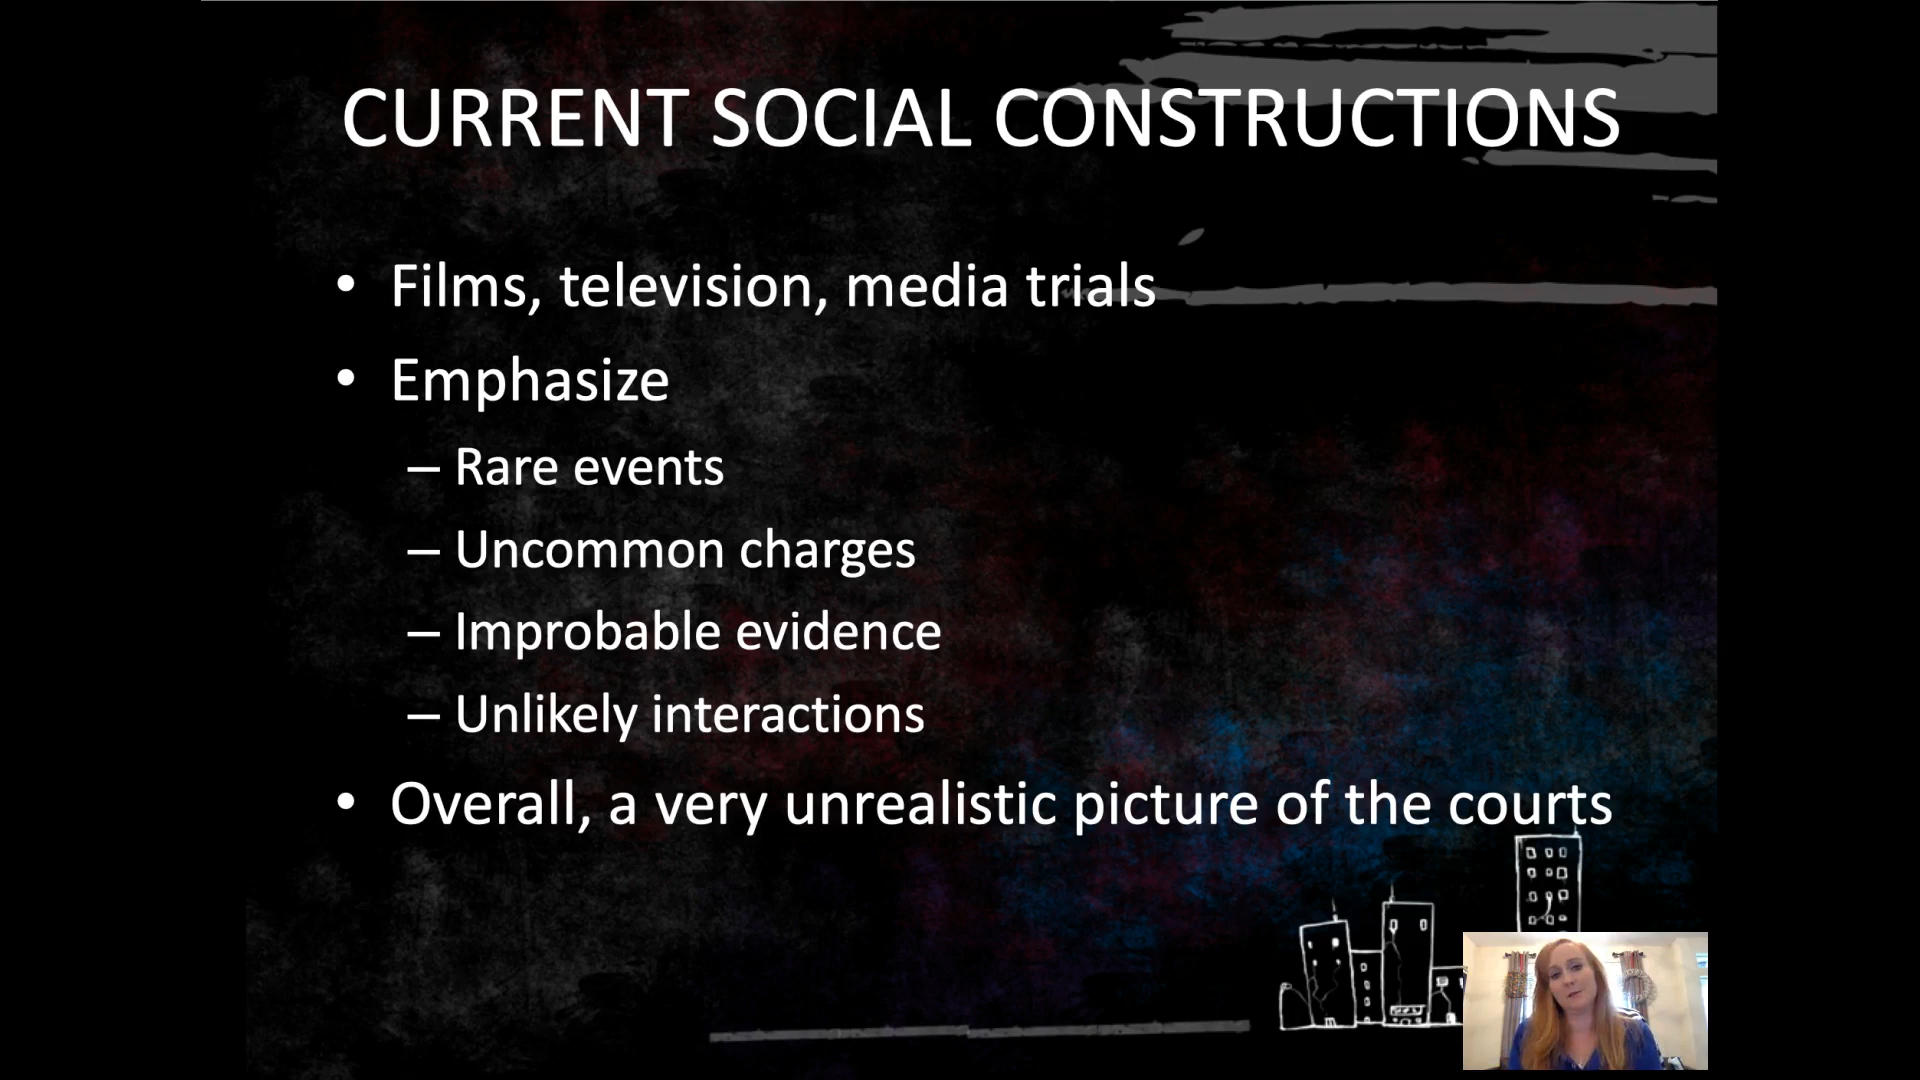 CURRENT SOCIAL CONSTRUCTIONS
• Films, television, media trials
• Emphasize
– Rare events
– Uncommon charges
– Improbable evidence
– Unlikely interactions
• Overall, a very unrealistic picture of the courts